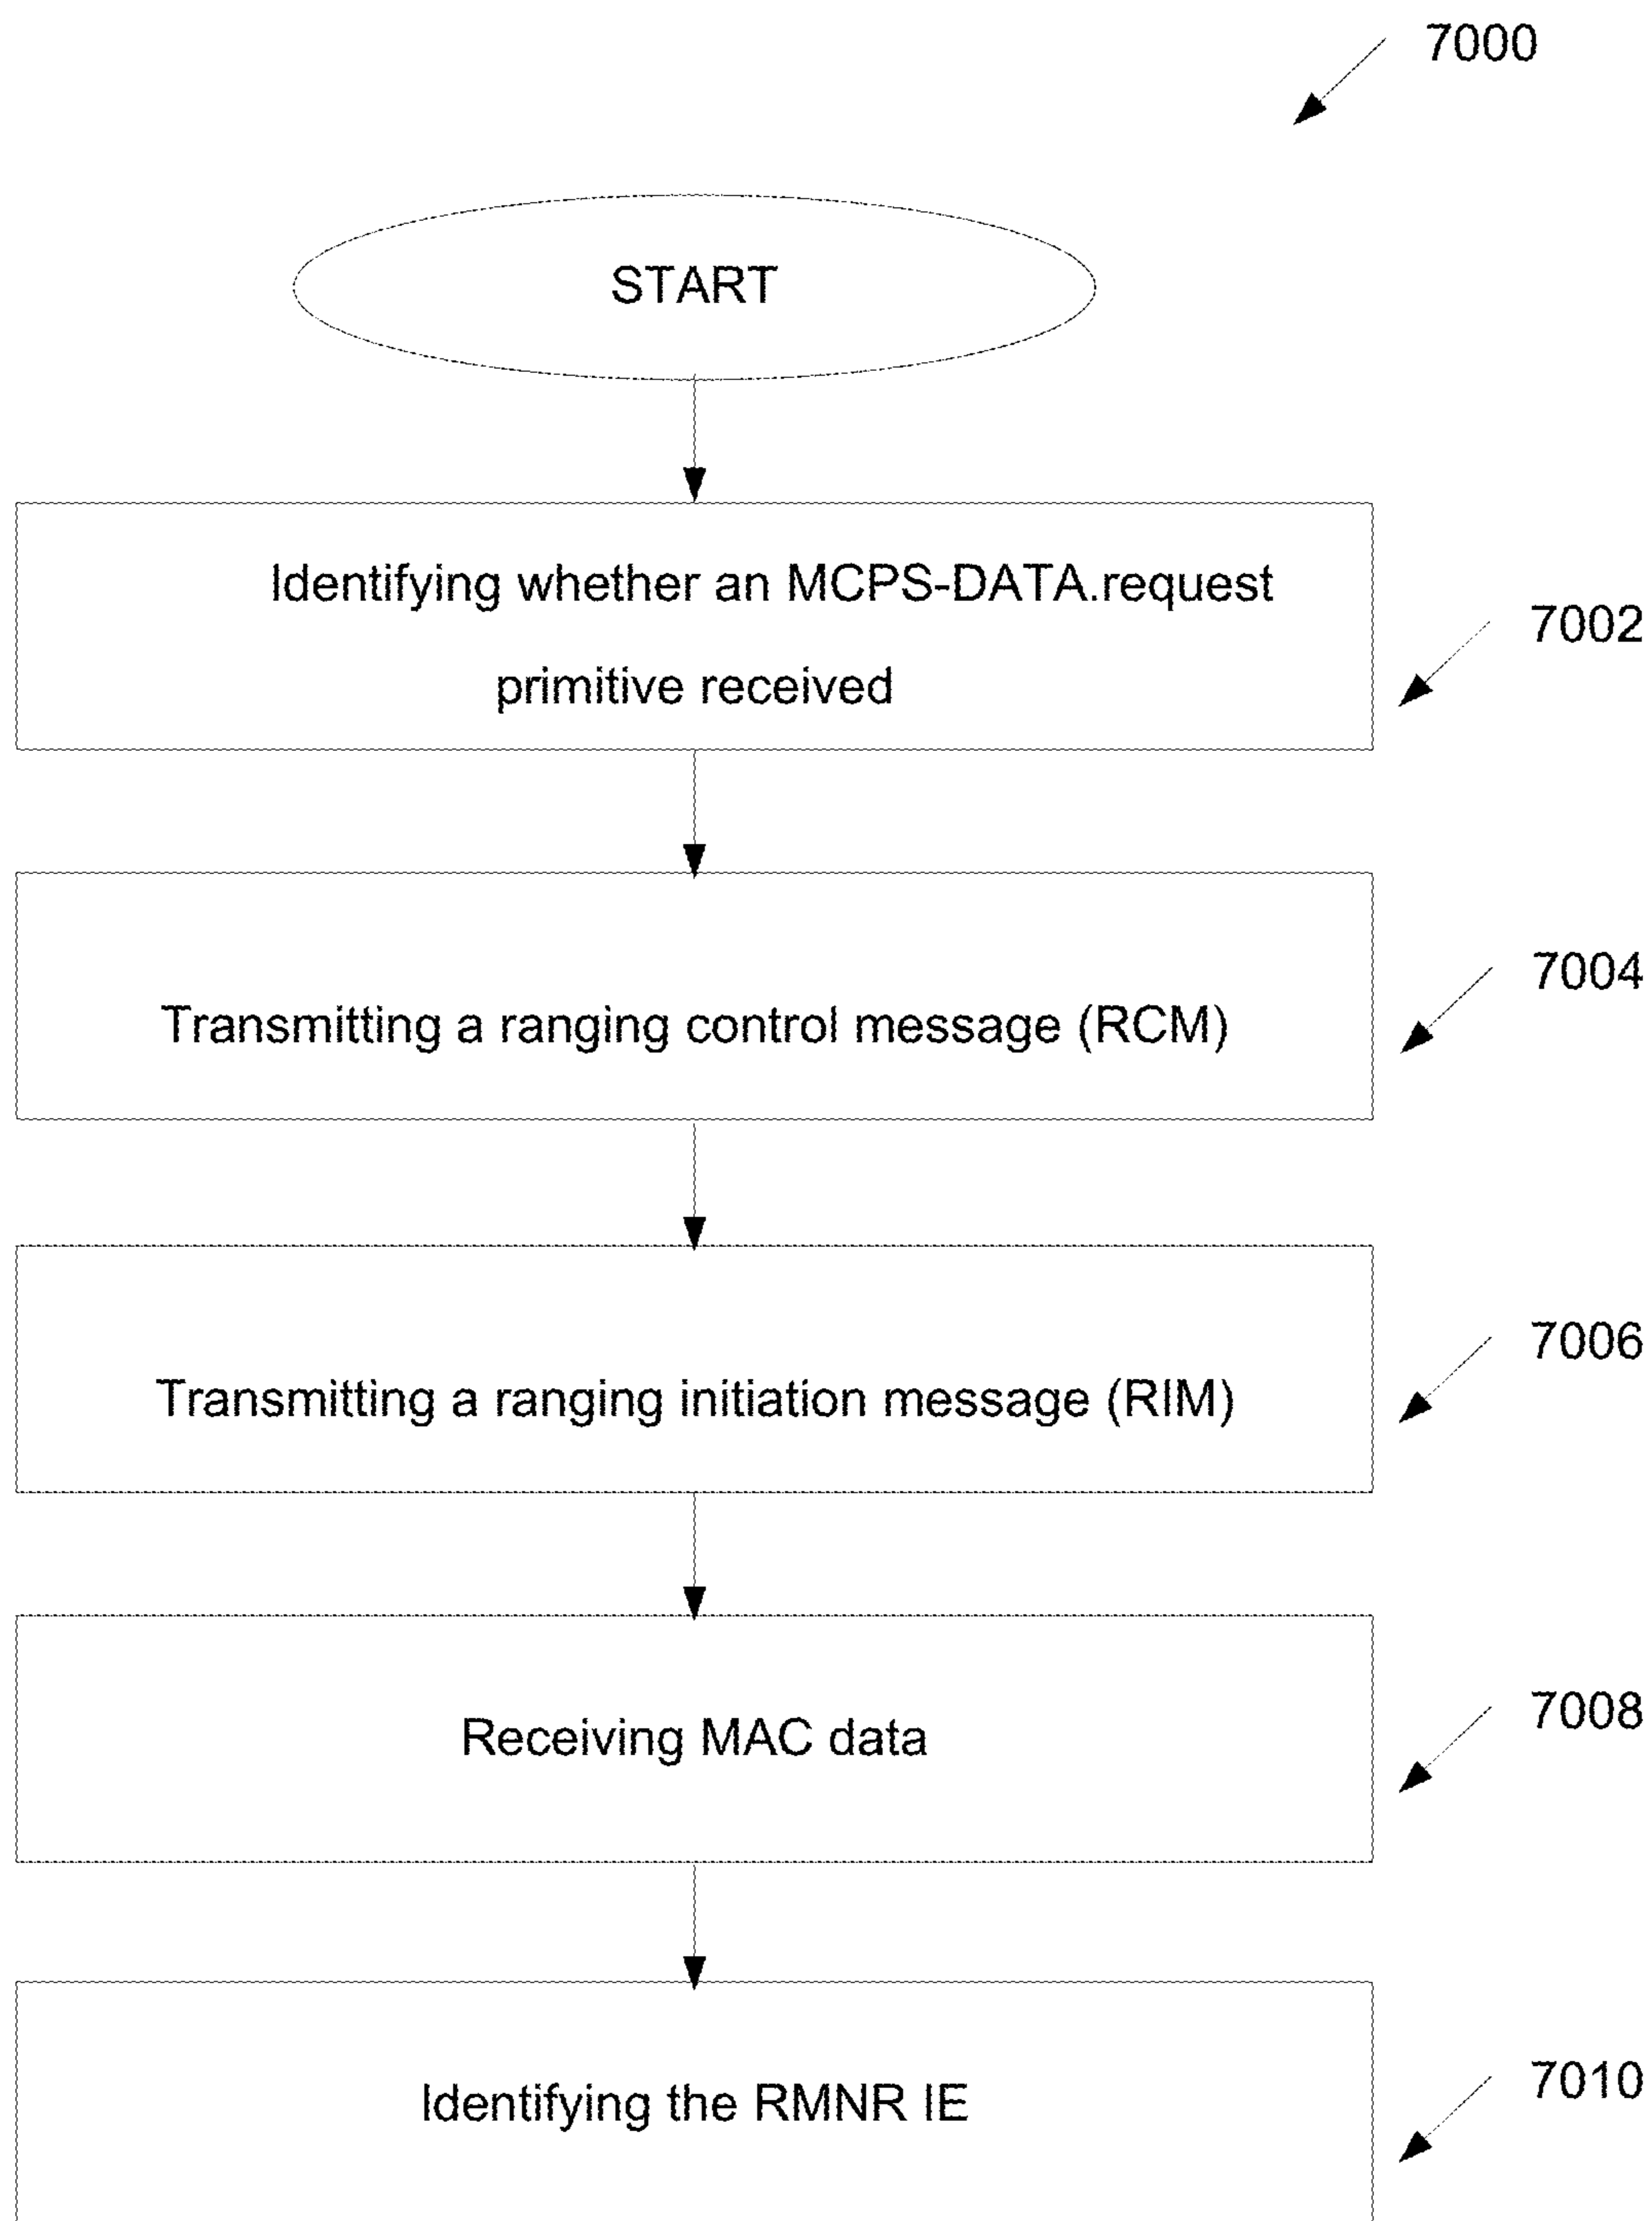 7000
START
Identifying whether an MCPS-DATA.request
primitive received
7002
7004
Transmitting a ranging control message (RCM)
7006
Transmitting a ranging initiation message (RIM)
7008
Receiving MAC data
7010
Identifying the RMNR IE